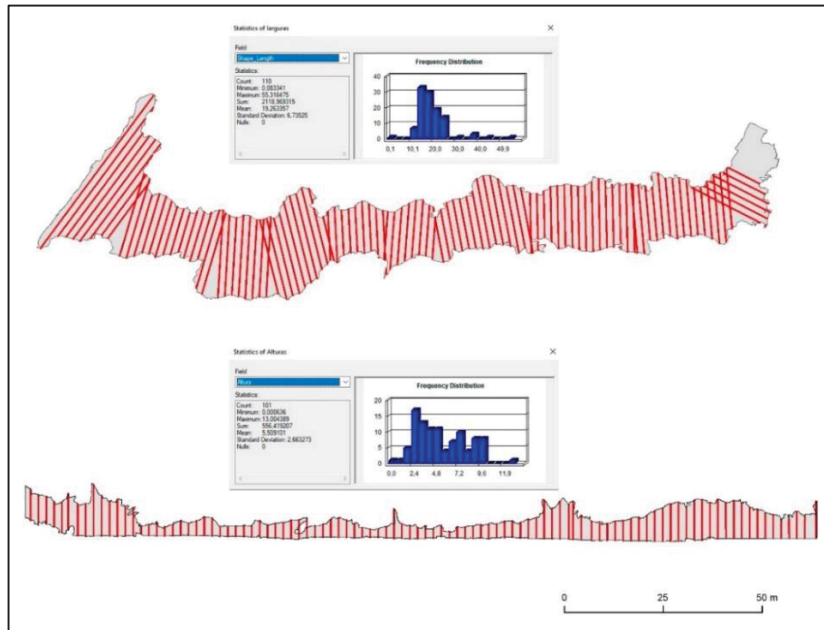 Statistics of larguras
Field
Shape_Length
Statistics:
Count: 110
Minimum: 0,083341
Maximum: 55,316475
Sum: 2118,969315
Mean: 19,263357
Standard Deviation: 6,73525
Nulls: 0
Frequency Distribution
40
30
20
10
0
0,1 10,1 20,0 30,0 40,0 49,9
Statistics of Alturas
Field
Altura
Statistics:
Count: 101
Minimum: 0,000636
Maximum: 13,004389
Sum: 556,419207
Mean: 5,509101
Standard Deviation: 2,663273
Nulls: 0
Frequency Distribution
20
15
10
5
0
0,0 2,4 4,8 7,2 9,6 11,9
0 25 50 m